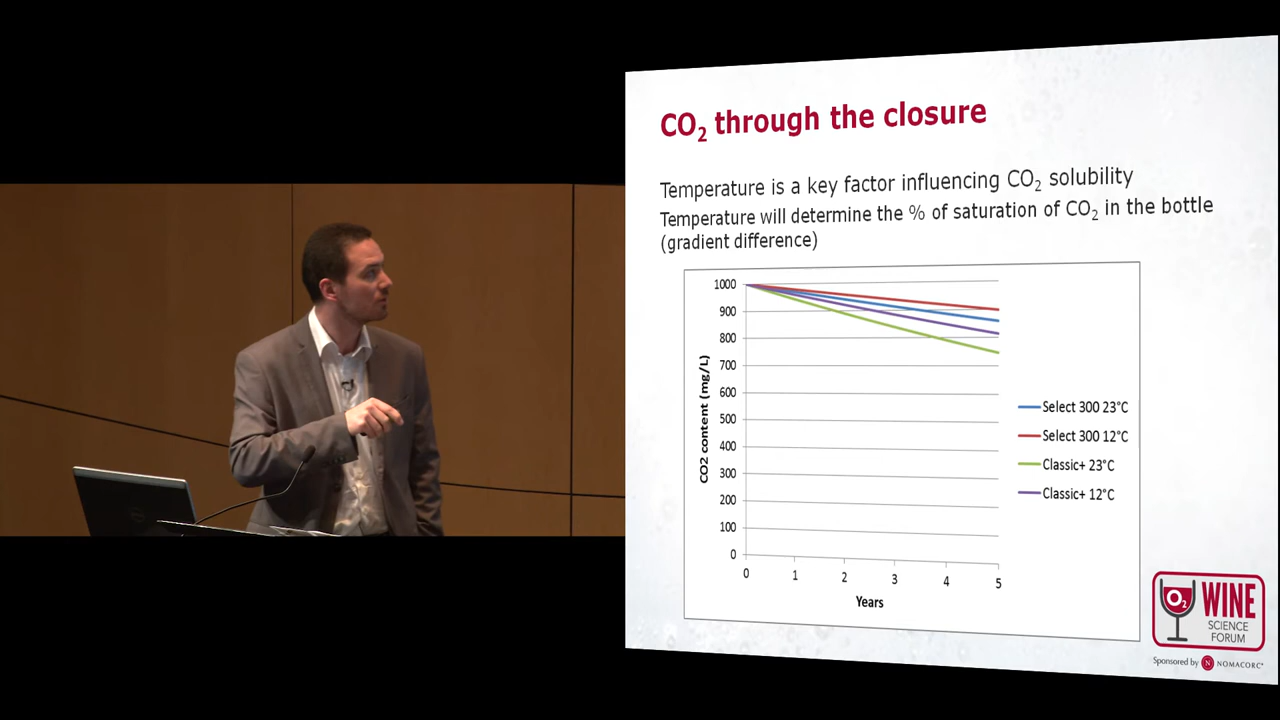 CO2 through the closure
Temperature is a key factor influencing CO2 solubility
Temperature will determine the % of saturation of CO2 in the bottle
(gradient difference)
1000
900
800
700
600
500
400
300
200
100
0
CO2 content (mg/L)
0 1 2 3 4 5
Years
Select 300 23°C
Select 300 12°C
Classic+ 23°C
Classic+ 12°C
O2 WINE
SCIENCE
FORUM
Sponsored by N NOMACORC